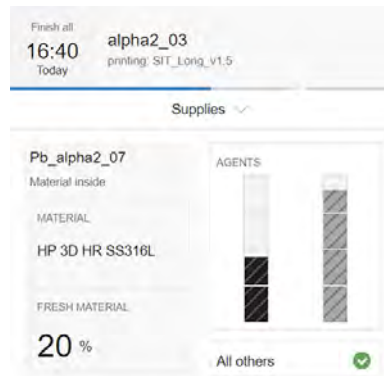 Finish all
16:40
Today
alpha2_03
printing: SIT_Long_v1.5
Supplies
Pb_alpha2_07
Material inside
MATERIAL
HP 3D HR SS316L
FRESH MATERIAL
20 %
AGENTS
All others